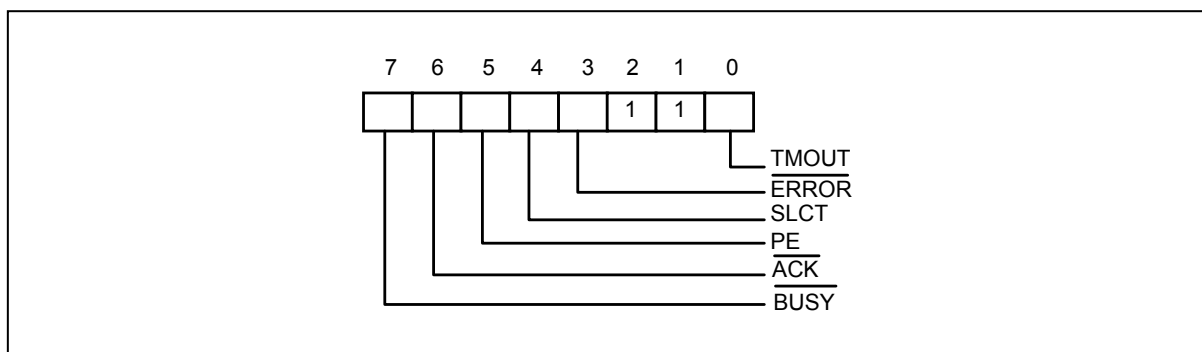 7 6 5 4 3 2 1 0
1 1
TMOUT
ERROR
SLCT
PE
ACK
BUSY